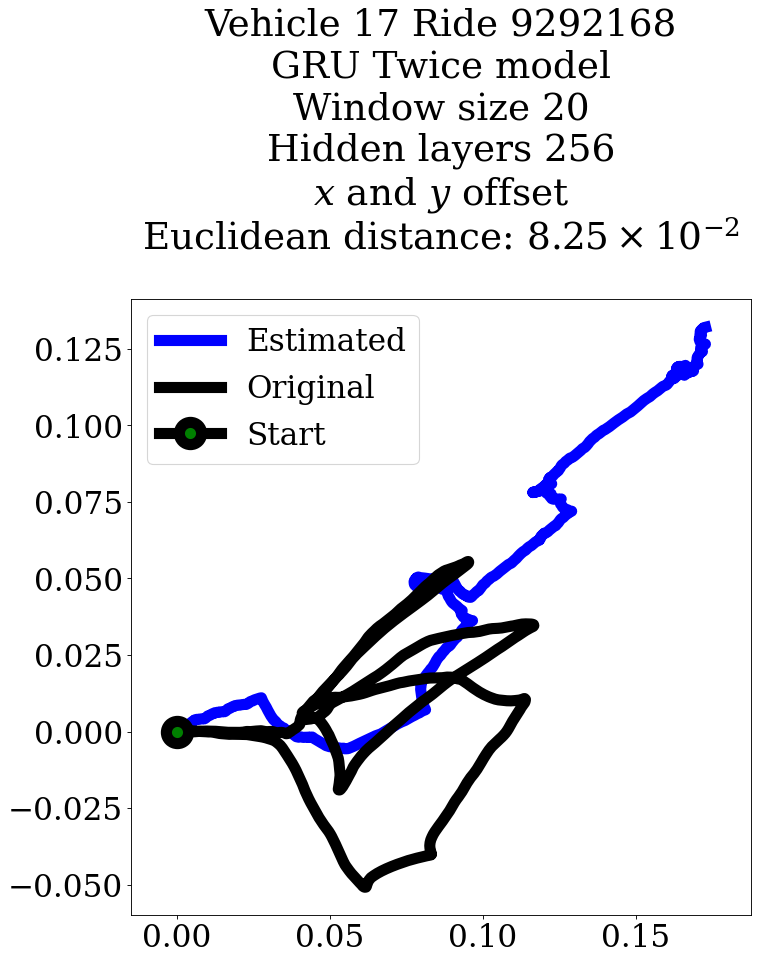 Vehicle 17 Ride 9292168
GRU Twice model
Window size 20
Hidden layers 256
x and y offset
Euclidean distance: 8.25 × 10⁻²
Estimated
Original
Start
0.125
0.100
0.075
0.050
0.025
0.000
−0.025
−0.050
0.00 0.05 0.10 0.15